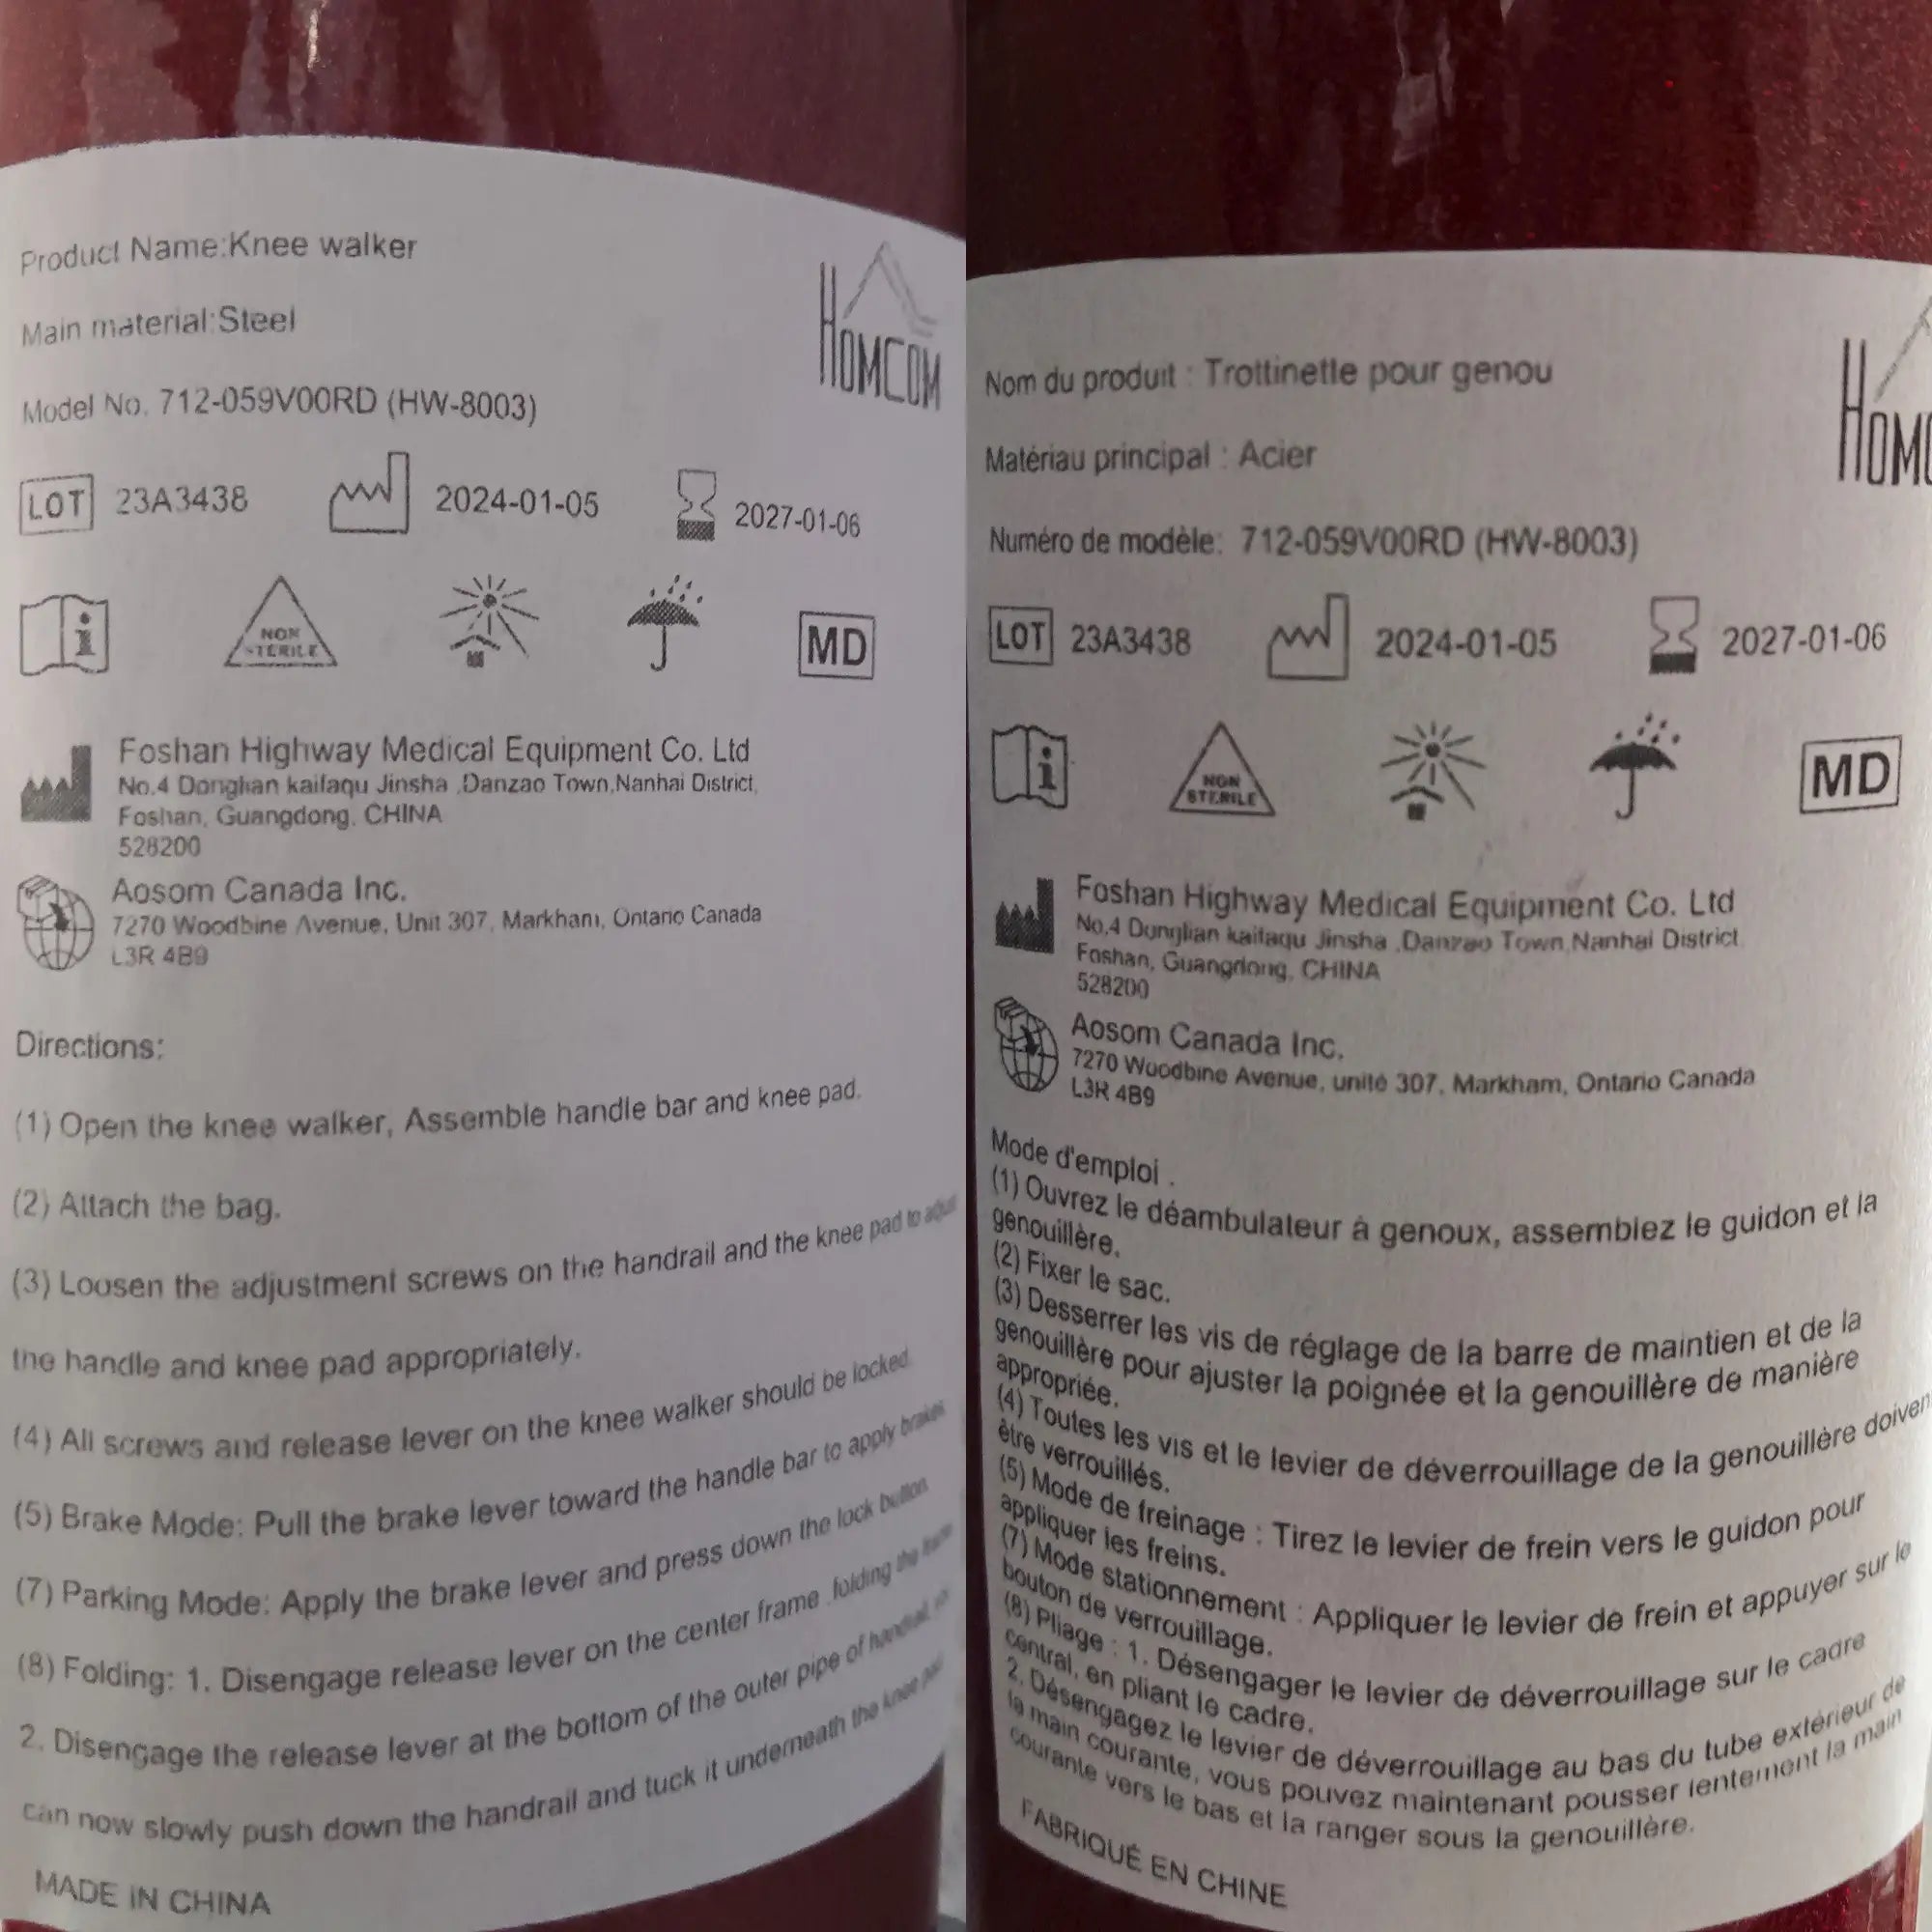 Product Name:Knee walker
HOMCOM
Main material:Steel
Model No. 712-059V00RD (HW-8003)
LOT 23A3438 2024-01-05 2027-01-06
NON
STERILE
MD
Foshan Highway Medical Equipment Co. Ltd
No.4 Donglian kaifaqu Jinsha ,Danzao Town,Nanhai District,
Foshan, Guangdong, CHINA
528200
Aosom Canada Inc.
7270 Woodbine Avenue, Unit 307, Markham, Ontario Canada
L3R 4B9
Directions:
(1) Open the knee walker, Assemble handle bar and knee pad.
(2) Attach the bag.
(3) Loosen the adjustment screws on the handrail and the knee pad to adjust
the handle and knee pad appropriately.
(4) All screws and release lever on the knee walker should be locked.
(5) Brake Mode: Pull the brake lever toward the handle bar to apply brakes
(7) Parking Mode: Apply the brake lever and press down the lock button
(8) Folding: 1. Disengage release lever on the center frame ,folding the frame
2. Disengage the release lever at the bottom of the outer pipe of handrail,
can now slowly push down the handrail and tuck it underneath the knee pad
MADE IN CHINA
Nom du produit : Trottinette pour genou
HOMC
Matériau principal : Acier
Numéro de modèle: 712-059V00RD (HW-8003)
LOT 23A3438 2024-01-05 2027-01-06
NON
STERILE
MD
Foshan Highway Medical Equipment Co. Ltd
No.4 Donglian kaifaqu Jinsha ,Danzao Town,Nanhai District
Foshan, Guangdong, CHINA
528200
Aosom Canada Inc.
7270 Woodbine Avenue, unité 307, Markham, Ontario Canada
L3R 4B9
Mode d'emploi :
(1) Ouvrez le déambulateur à genoux, assemblez le guidon et la
genouillère.
(2) Fixer le sac.
(3) Desserrer les vis de réglage de la barre de maintien et de la
genouillère pour ajuster la poignée et la genouillère de manière
appropriée.
(4) Toutes les vis et le levier de déverrouillage de la genouillère doiven
être verrouillés.
(5) Mode de freinage : Tirez le levier de frein vers le guidon pour
appliquer les freins.
(7) Mode stationnement : Appliquer le levier de frein et appuyer sur le
bouton de verrouillage.
(8) Pliage : 1. Désengager le levier de déverrouillage sur le cadre
central, en pliant le cadre.
2. Désengagez le levier de déverrouillage au bas du tube extérieur de
la main courante, vous pouvez maintenant pousser lentement la main
courante vers le bas et la ranger sous la genouillère.
FABRIQUÉ EN CHINE